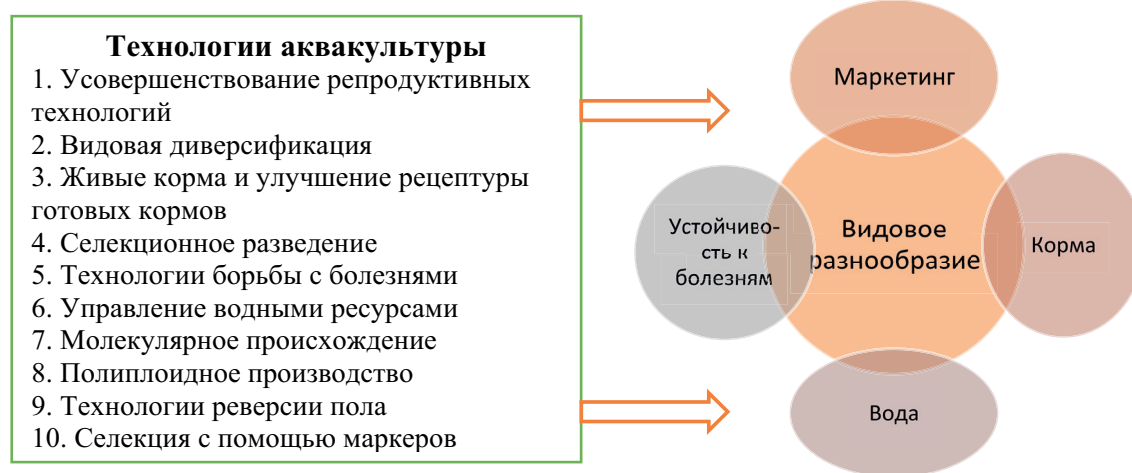 Технологии аквакультуры
1. Усовершенствование репродуктивных
технологий
2. Видовая диверсификация
3. Живые корма и улучшение рецептуры
готовых кормов
4. Селекционное разведение
5. Технологии борьбы с болезнями
6. Управление водными ресурсами
7. Молекулярное происхождение
8. Полиплоидное производство
9. Технологии реверсии пола
10. Селекция с помощью маркеров
Маркетинг
Устойчиво-
сть к
болезням
Видовое
разнообразие
Корма
Вода